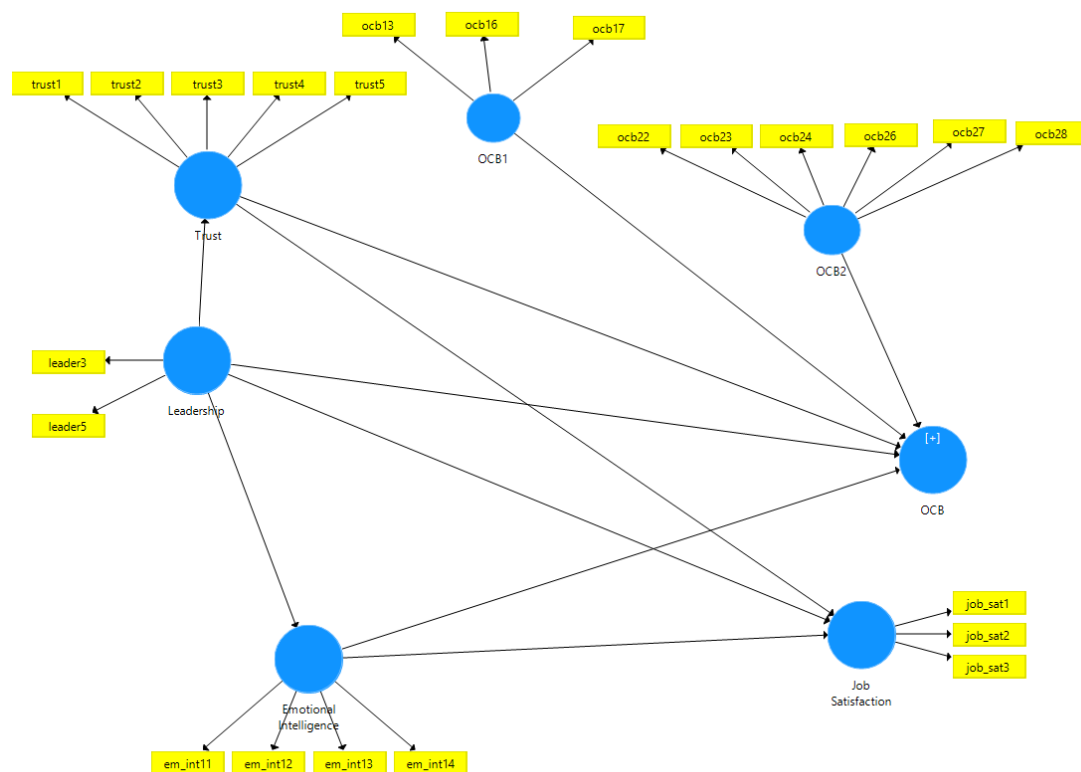 ocb13
ocb16
ocb17
trust1
trust2
trust3
trust4
trust5
OCB1
ocb22
ocb23
ocb24
ocb26
ocb27
ocb28
Trust
OCB2
leader3
Leadership
leader5
[+]
OCB
job_sat1
job_sat2
job_sat3
Job
Satisfaction
Emotional
Intelligence
em_int11
em_int12
em_int13
em_int14